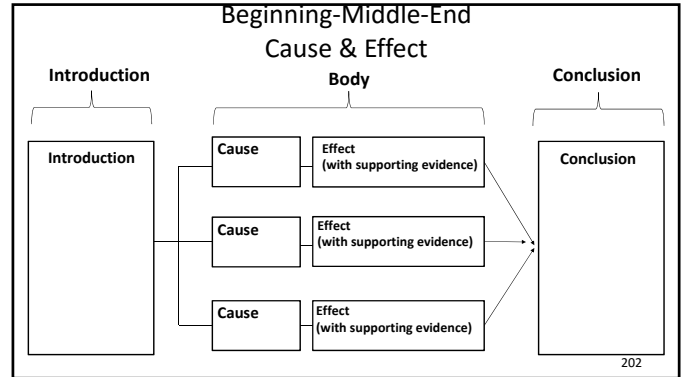 Beginning-Middle-End
Cause & Effect
Introduction
Body
Conclusion
Introduction
Cause
Effect
(with supporting evidence)
Cause
Effect
(with supporting evidence)
Cause
Effect
(with supporting evidence)
Conclusion
202